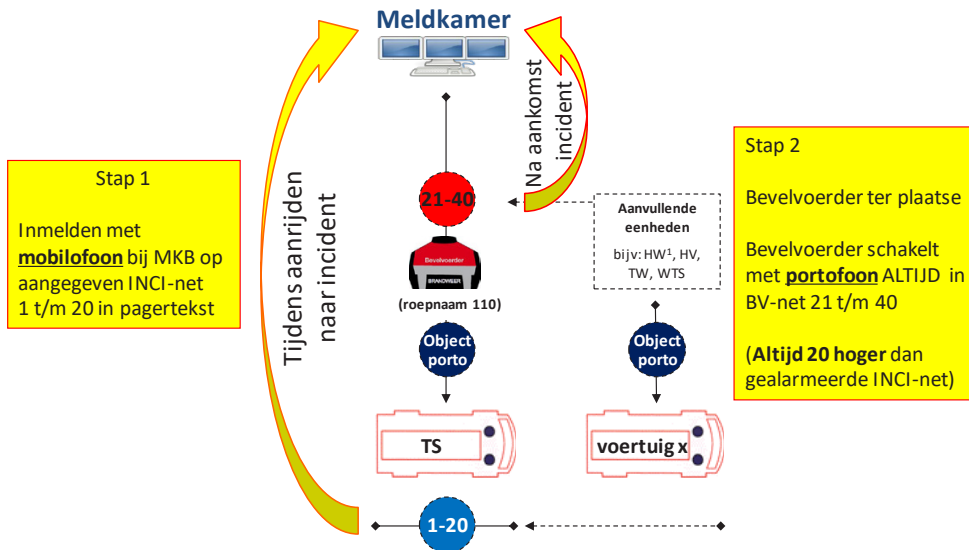 Meldkamer
Stap 1
Inmelden met
mobilofoon bij MKB op
aangegeven INCI-net
1 t/m 20 in pagertekst
Tijdens aanrijden
naar incident
Na aankomst
incident
21-40
Bevelvoerder
BRANDWEER
(roepnaam 110)
Aanvullende
eenheden
bijv: HW¹, HV,
TW, WTS
Object
porto
Object
porto
TS
voertuig x
1-20
Stap 2
Bevelvoerder ter plaatse
Bevelvoerder schakelt
met portofoon ALTIJD in
BV-net 21 t/m 40
(Altijd 20 hoger dan
gealarmeerde INCI-net)